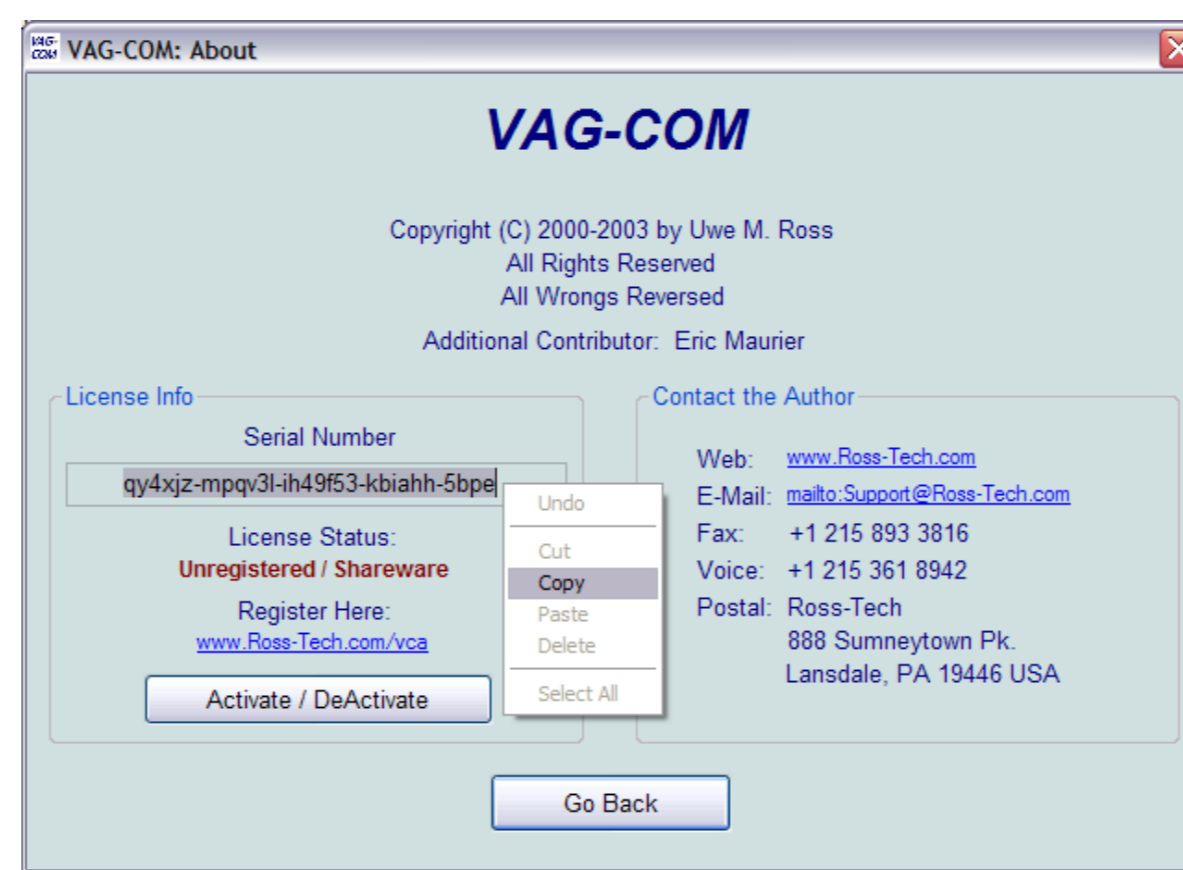 VAG-COM VAG-COM: About
VAG-COM
Copyright (C) 2000-2003 by Uwe M. Ross
All Rights Reserved
All Wrongs Reversed
Additional Contributor: Eric Maurier
License Info
Serial Number
qy4xjz-mpqv3l-ih49f53-kbiahh-5bpe
License Status:
Unregistered / Shareware
Register Here:
www.Ross-Tech.com/vca
Activate / DeActivate
Undo
Cut
Copy
Paste
Delete
Select All
Contact the Author
Web: www.Ross-Tech.com
E-Mail: mailto:Support@Ross-Tech.com
Fax: +1 215 893 3816
Voice: +1 215 361 8942
Postal: Ross-Tech
888 Sumneytown Pk.
Lansdale, PA 19446 USA
Go Back